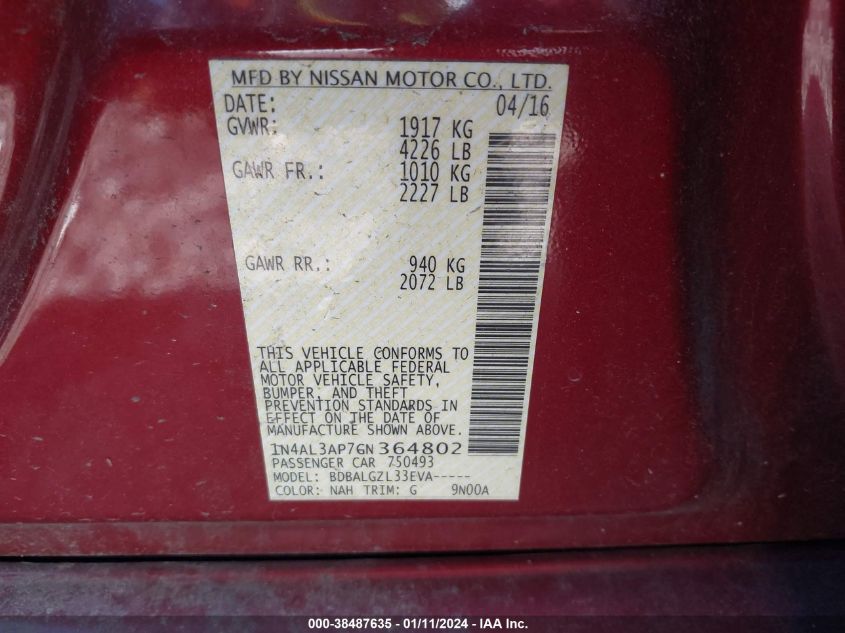 MFD BY NISSAN MOTOR CO., LTD.
DATE: 04/16
GVWR: 1917 KG
4226 LB
GAWR FR.: 1010 KG
2227 LB
GAWR RR.: 940 KG
2072 LB
THIS VEHICLE CONFORMS TO
ALL APPLICABLE FEDERAL
MOTOR VEHICLE SAFETY,
BUMPER, AND THEFT
PREVENTION STANDARDS IN
EFFECT ON THE DATE OF
MANUFACTURE SHOWN ABOVE.
1N4AL3AP7GN364802
PASSENGER CAR 750493
MODEL: BDBALGZL33EVA-----
COLOR: NAH TRIM: G 9N00A
000-38487635 - 01/11/2024 - IAA Inc.